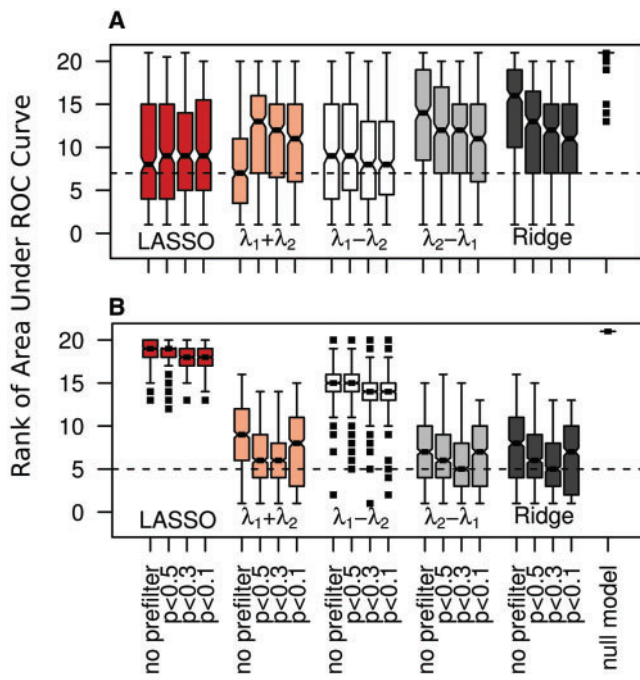 A
Rank of Area Under ROC Curve
20
15
10
5
0
LASSO
λ₁+λ₂
λ₁−λ₂
λ₂−λ₁
Ridge
B
20
15
10
5
0
LASSO
λ₁+λ₂
λ₁−λ₂
λ₂−λ₁
Ridge
no prefilter
p<0.5
p<0.3
p<0.1
no prefilter
p<0.5
p<0.3
p<0.1
no prefilter
p<0.5
p<0.3
p<0.1
no prefilter
p<0.5
p<0.3
p<0.1
no prefilter
p<0.5
p<0.3
p<0.1
null model